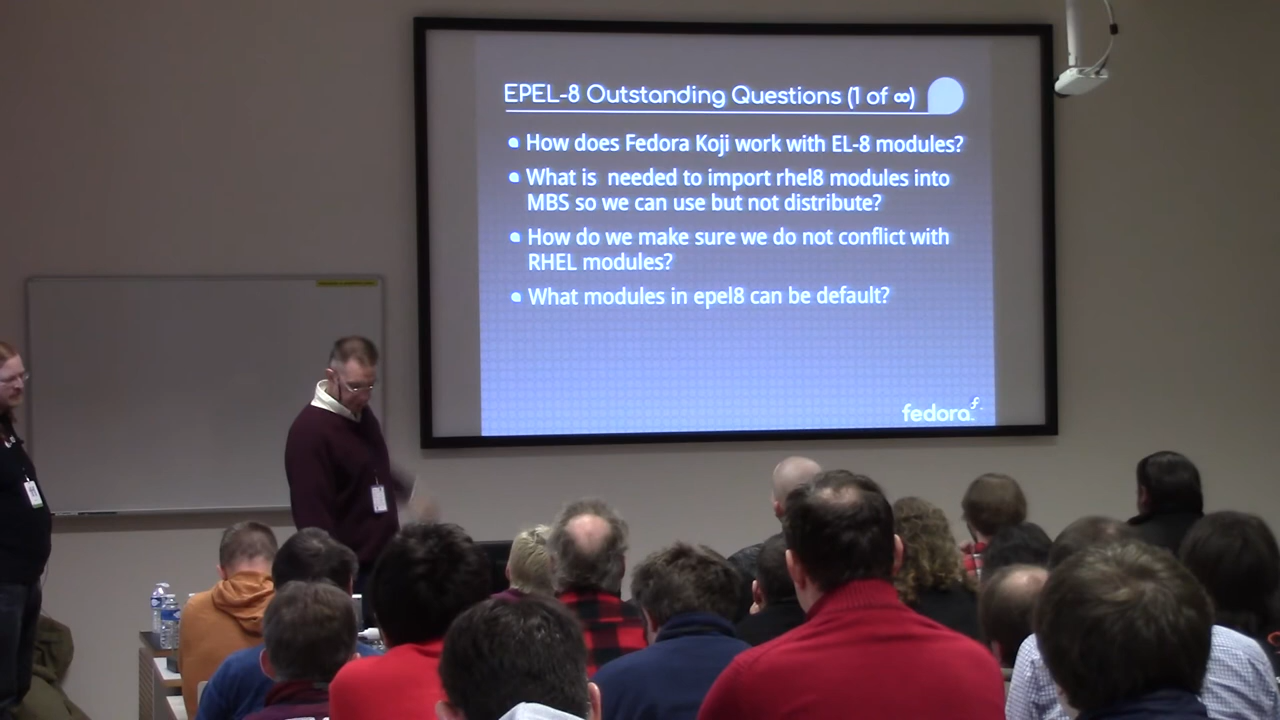 EPEL-8 Outstanding Questions (1 of ∞)
How does Fedora Koji work with EL-8 modules?
What is needed to import rhel8 modules into
MBS so we can use but not distribute?
How do we make sure we do not conflict with
RHEL modules?
What modules in epel8 can be default?
fedora